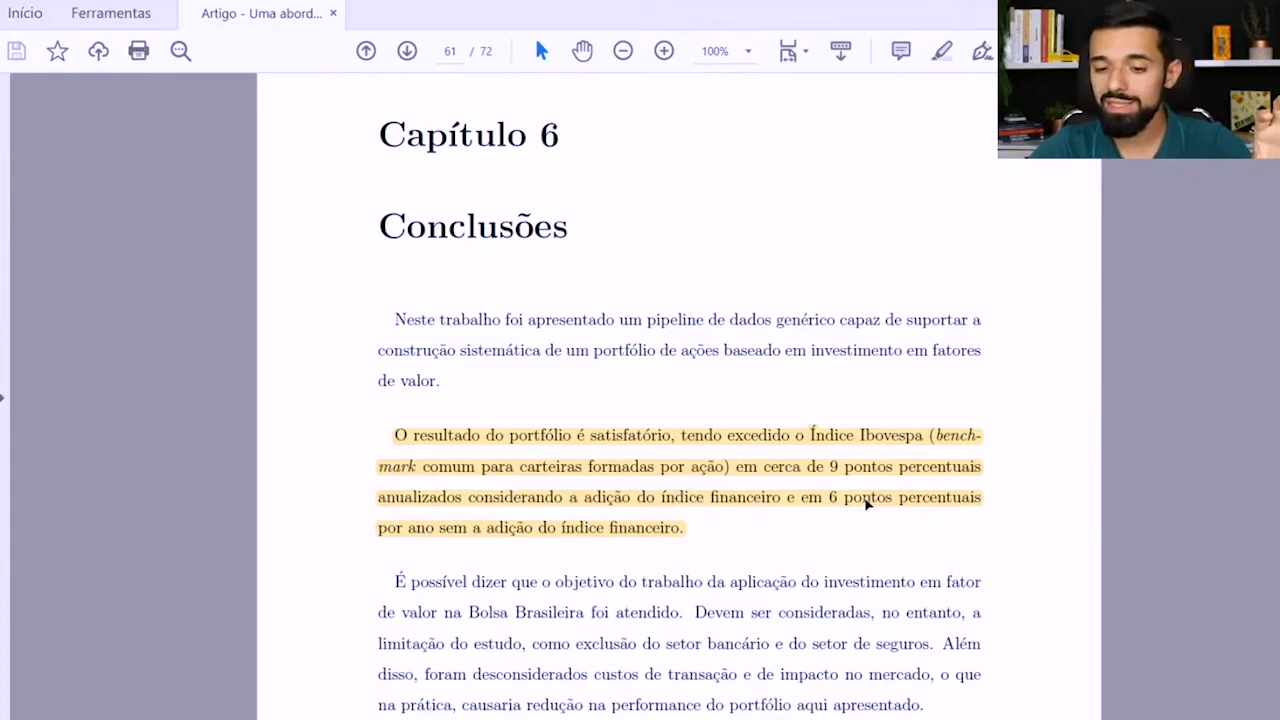 Início Ferramentas Artigo - Uma abord... ×
61 / 72 100%
Capítulo 6
Conclusões
Neste trabalho foi apresentado um pipeline de dados genérico capaz de suportar a
construção sistemática de um portfólio de ações baseado em investimento em fatores
de valor.
O resultado do portfólio é satisfatório, tendo excedido o Índice Ibovespa (bench-
mark comum para carteiras formadas por ação) em cerca de 9 pontos percentuais
anualizados considerando a adição do índice financeiro e em 6 pontos percentuais
por ano sem a adição do índice financeiro.
É possível dizer que o objetivo do trabalho da aplicação do investimento em fator
de valor na Bolsa Brasileira foi atendido. Devem ser consideradas, no entanto, a
limitação do estudo, como exclusão do setor bancário e do setor de seguros. Além
disso, foram desconsiderados custos de transação e de impacto no mercado, o que
na prática, causaria redução na performance do portfólio aqui apresentado.